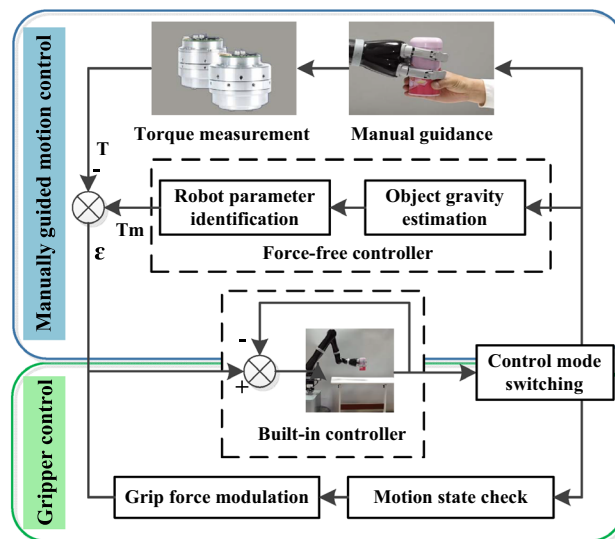 Manually guided motion control
Torque measurement
Manual guidance
T
-
Robot parameter
identification
Object gravity
estimation
Tm
Force-free controller
ε
-
+
Built-in controller
Control mode
switching
Gripper control
Grip force modulation
Motion state check